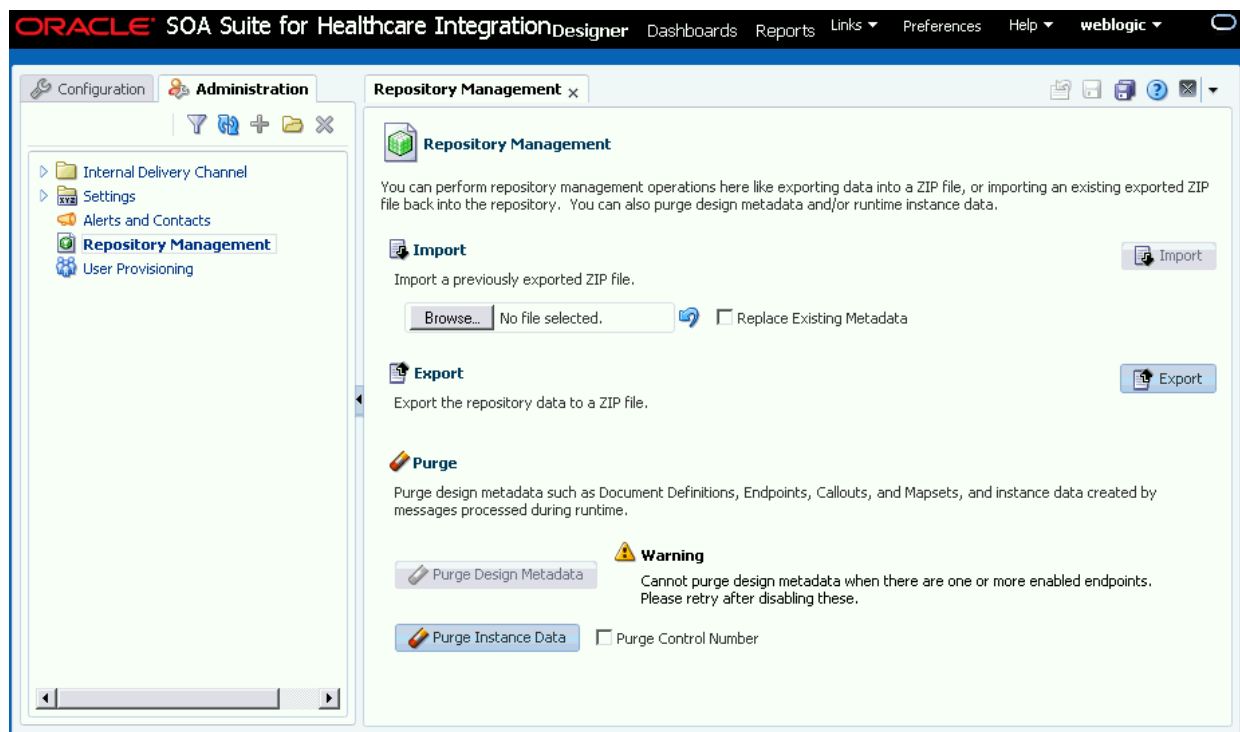 ORACLE SOA Suite for Healthcare Integration Designer Dashboards Reports Links Preferences Help weblogic
Configuration Administration
Repository Management x
Internal Delivery Channel
XYZ Settings
Alerts and Contacts
Repository Management
User Provisioning
Repository Management
You can perform repository management operations here like exporting data into a ZIP file, or importing an existing exported ZIP
file back into the repository. You can also purge design metadata and/or runtime instance data.
Import
Import
Import a previously exported ZIP file.
Browse... No file selected. Replace Existing Metadata
Export
Export
Export the repository data to a ZIP file.
Purge
Purge design metadata such as Document Definitions, Endpoints, Callouts, and Mapsets, and instance data created by
messages processed during runtime.
Purge Design Metadata
Warning
Cannot purge design metadata when there are one or more enabled endpoints.
Please retry after disabling these.
Purge Instance Data Purge Control Number